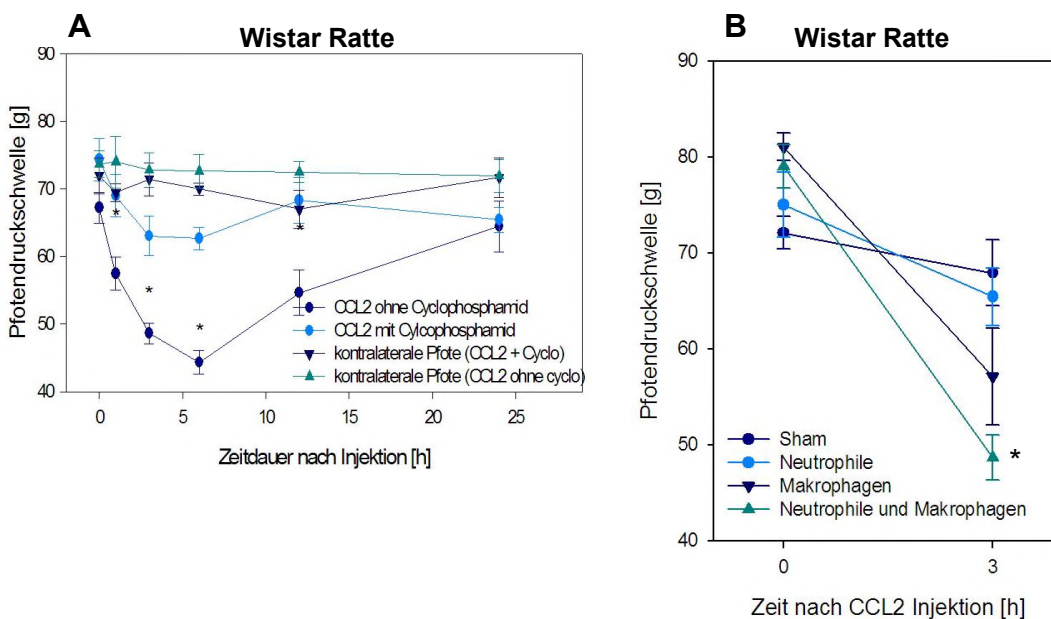 A
Wistar Ratte
90
80
70
60
50
40
Pfotendruckschwelle [g]
*
*
*
*
CCL2 ohne Cyclophosphamid
CCL2 mit Cylcophosphamid
kontralaterale Pfote (CCL2 + Cyclo)
kontralaterale Pfote (CCL2 ohne cyclo)
0 5 10 15 20 25
Zeitdauer nach Injektion [h]
B
Wistar Ratte
90
80
70
60
50
40
Pfotendruckschwelle [g]
Sham
Neutrophile
Makrophagen
Neutrophile und Makrophagen
*
0 3
Zeit nach CCL2 Injektion [h]